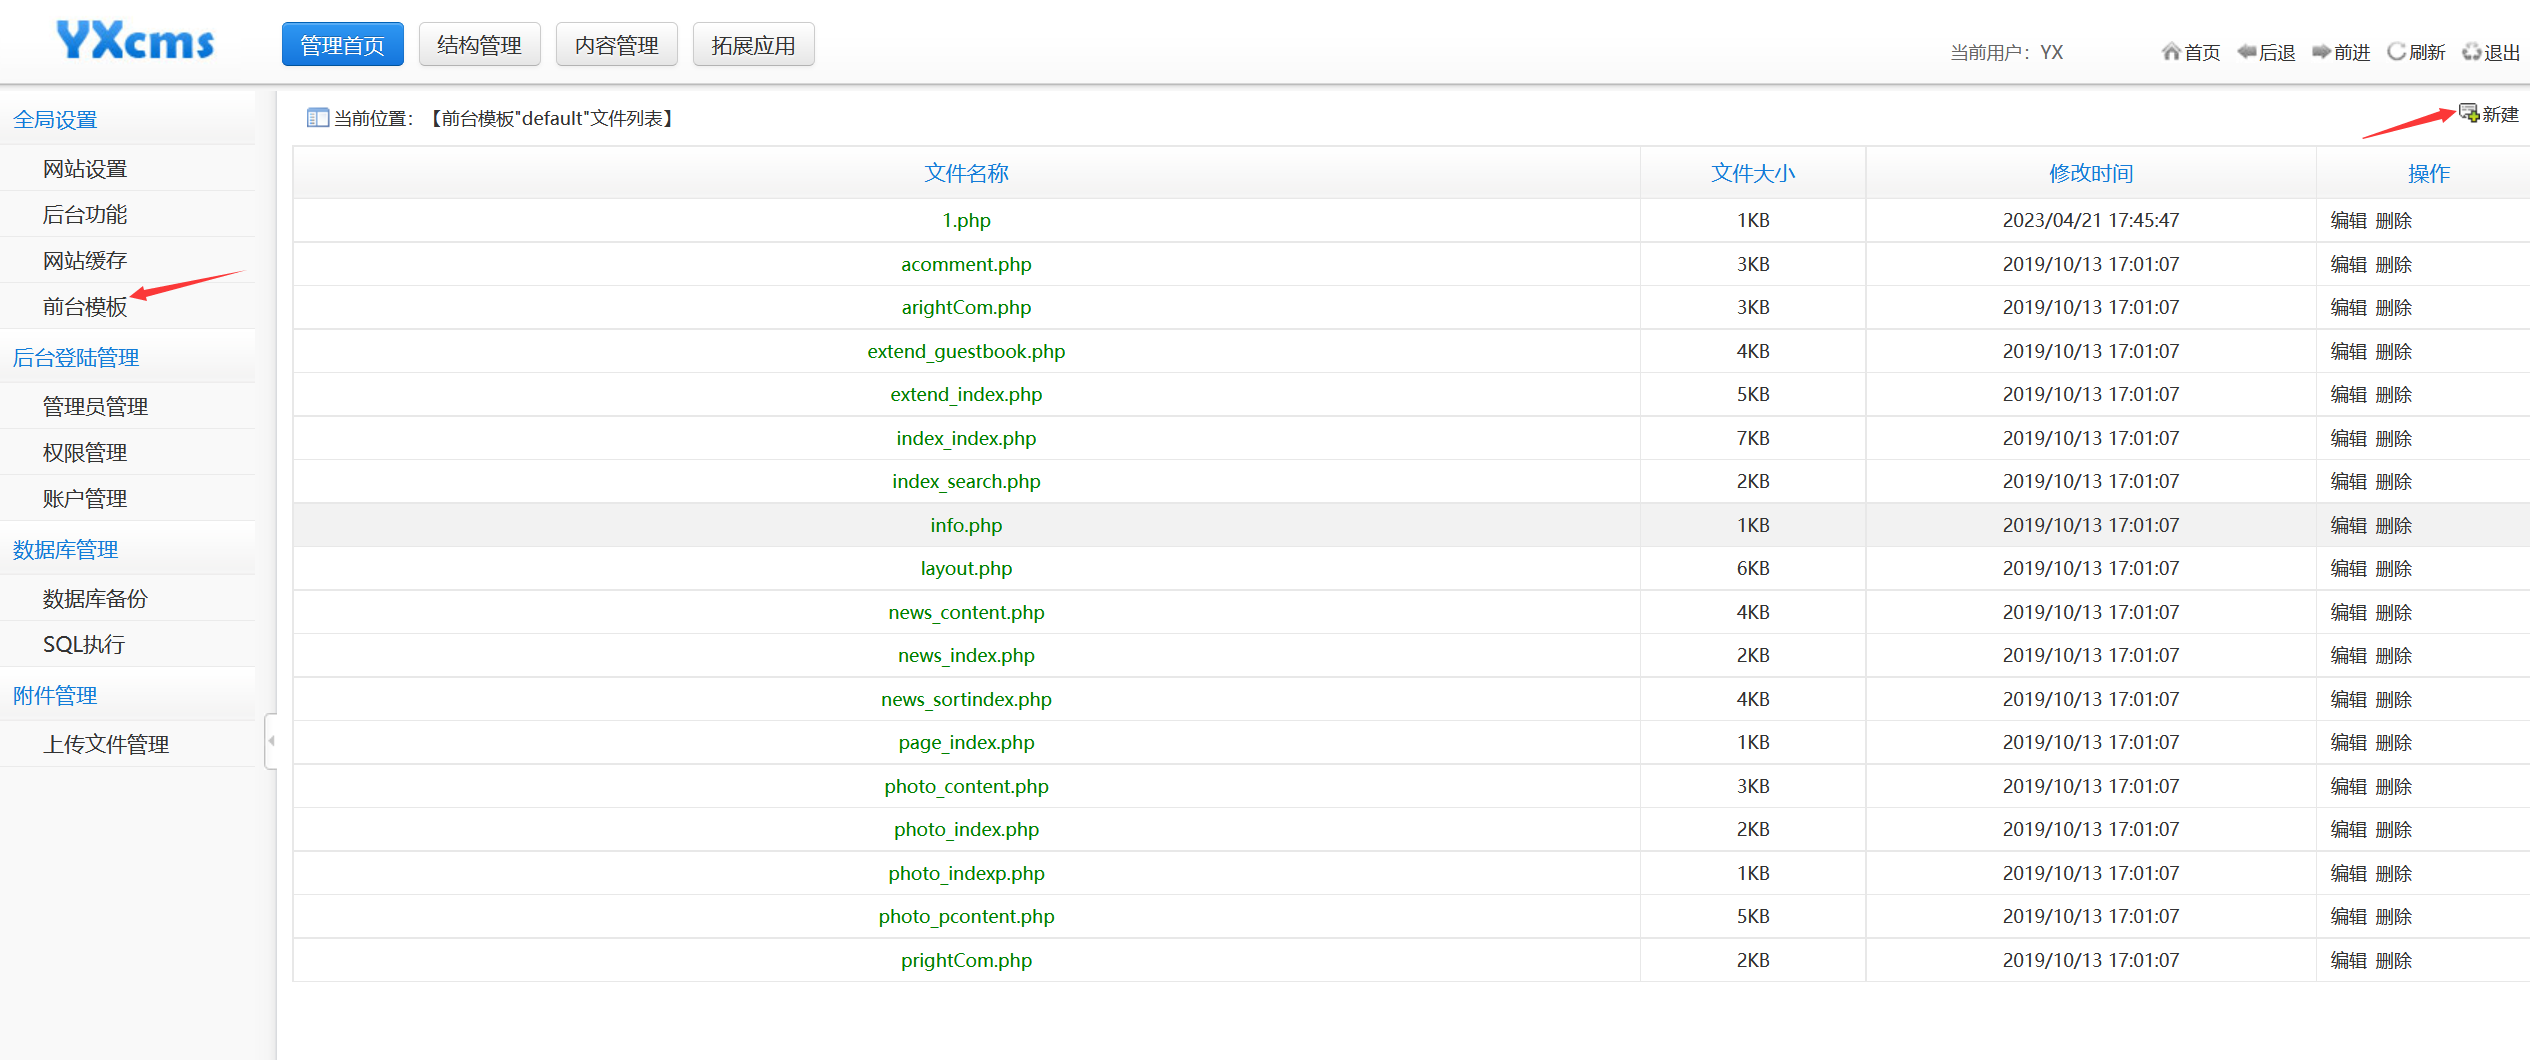 YXcms
管理首页 结构管理 内容管理 拓展应用
当前用户：YX 首页 后退 前进 刷新 退出
全局设置
网站设置
后台功能
网站缓存
前台模板
后台登陆管理
管理员管理
权限管理
账户管理
数据库管理
数据库备份
SQL执行
附件管理
上传文件管理
当前位置：【前台模板"default"文件列表】 新建
文件名称 文件大小 修改时间 操作
1.php 1KB 2023/04/21 17:45:47 编辑 删除
acomment.php 3KB 2019/10/13 17:01:07 编辑 删除
arightCom.php 3KB 2019/10/13 17:01:07 编辑 删除
extend_guestbook.php 4KB 2019/10/13 17:01:07 编辑 删除
extend_index.php 5KB 2019/10/13 17:01:07 编辑 删除
index_index.php 7KB 2019/10/13 17:01:07 编辑 删除
index_search.php 2KB 2019/10/13 17:01:07 编辑 删除
info.php 1KB 2019/10/13 17:01:07 编辑 删除
layout.php 6KB 2019/10/13 17:01:07 编辑 删除
news_content.php 4KB 2019/10/13 17:01:07 编辑 删除
news_index.php 2KB 2019/10/13 17:01:07 编辑 删除
news_sortindex.php 4KB 2019/10/13 17:01:07 编辑 删除
page_index.php 1KB 2019/10/13 17:01:07 编辑 删除
photo_content.php 3KB 2019/10/13 17:01:07 编辑 删除
photo_index.php 2KB 2019/10/13 17:01:07 编辑 删除
photo_indexp.php 1KB 2019/10/13 17:01:07 编辑 删除
photo_pcontent.php 5KB 2019/10/13 17:01:07 编辑 删除
prightCom.php 2KB 2019/10/13 17:01:07 编辑 删除